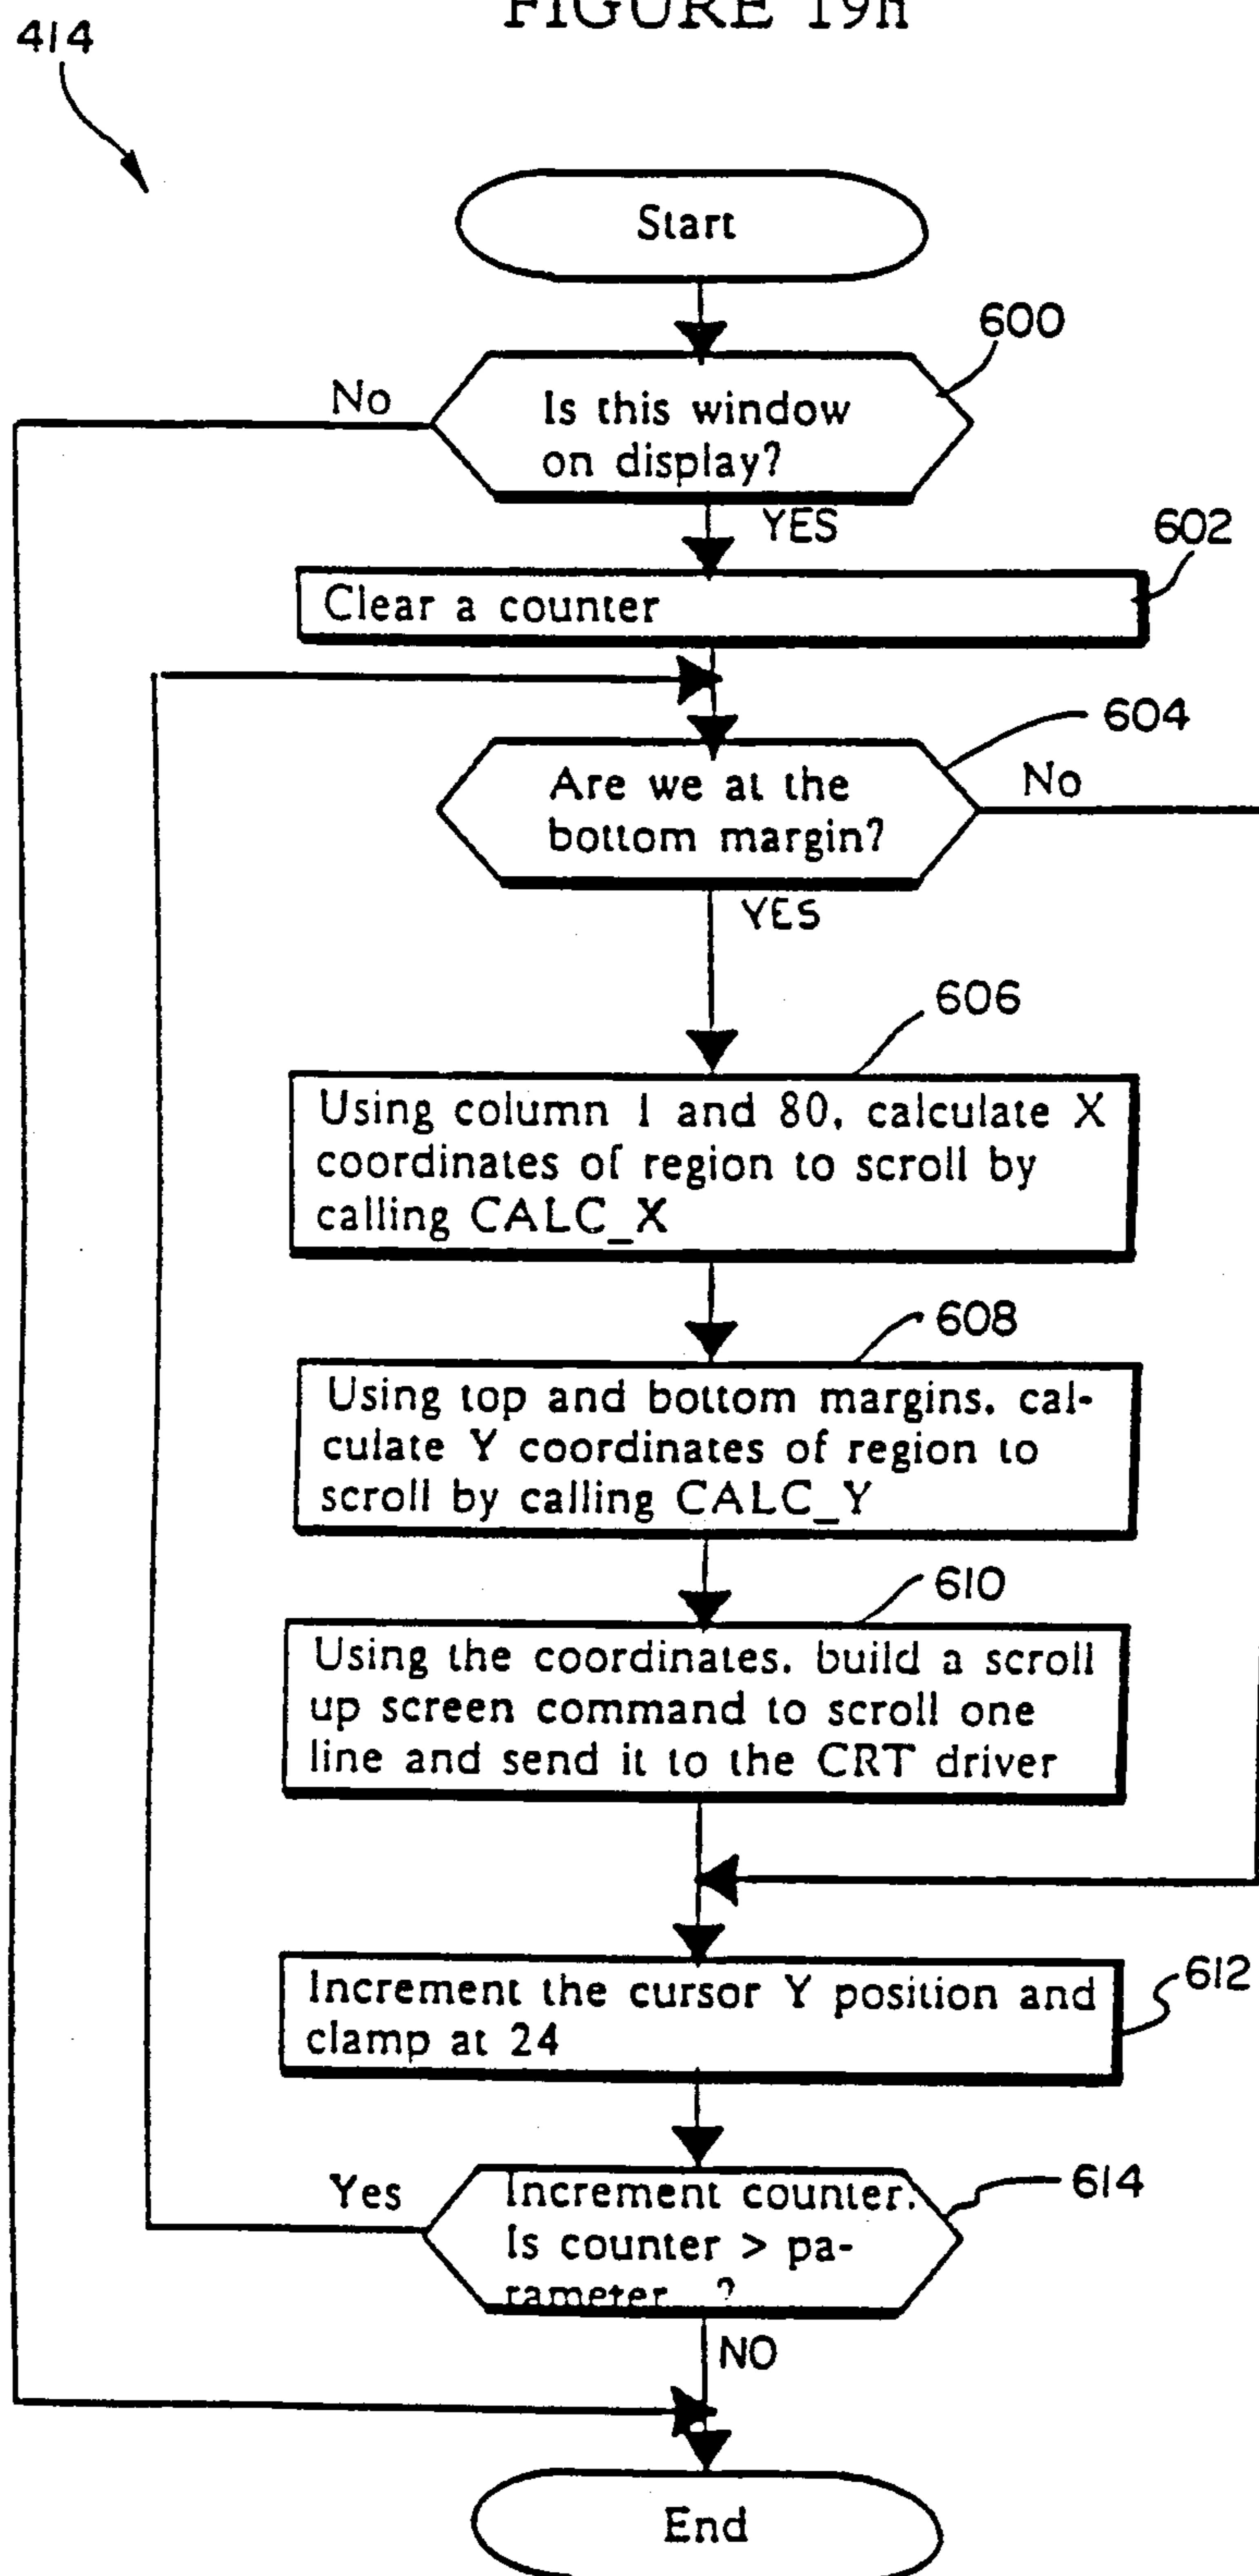 FIGURE 19h
414
Start
600
No
Is this window
on display?
YES
602
Clear a counter
604
Are we at the
bottom margin?
No
YES
606
Using column 1 and 80, calculate X
coordinates of region to scroll by
calling CALC_X
608
Using top and bottom margins, cal-
culate Y coordinates of region to
scroll by calling CALC_Y
610
Using the coordinates, build a scroll
up screen command to scroll one
line and send it to the CRT driver
Increment the cursor Y position and
clamp at 24
612
Yes
Increment counter.
Is counter > pa-
rameter ?
614
NO
End